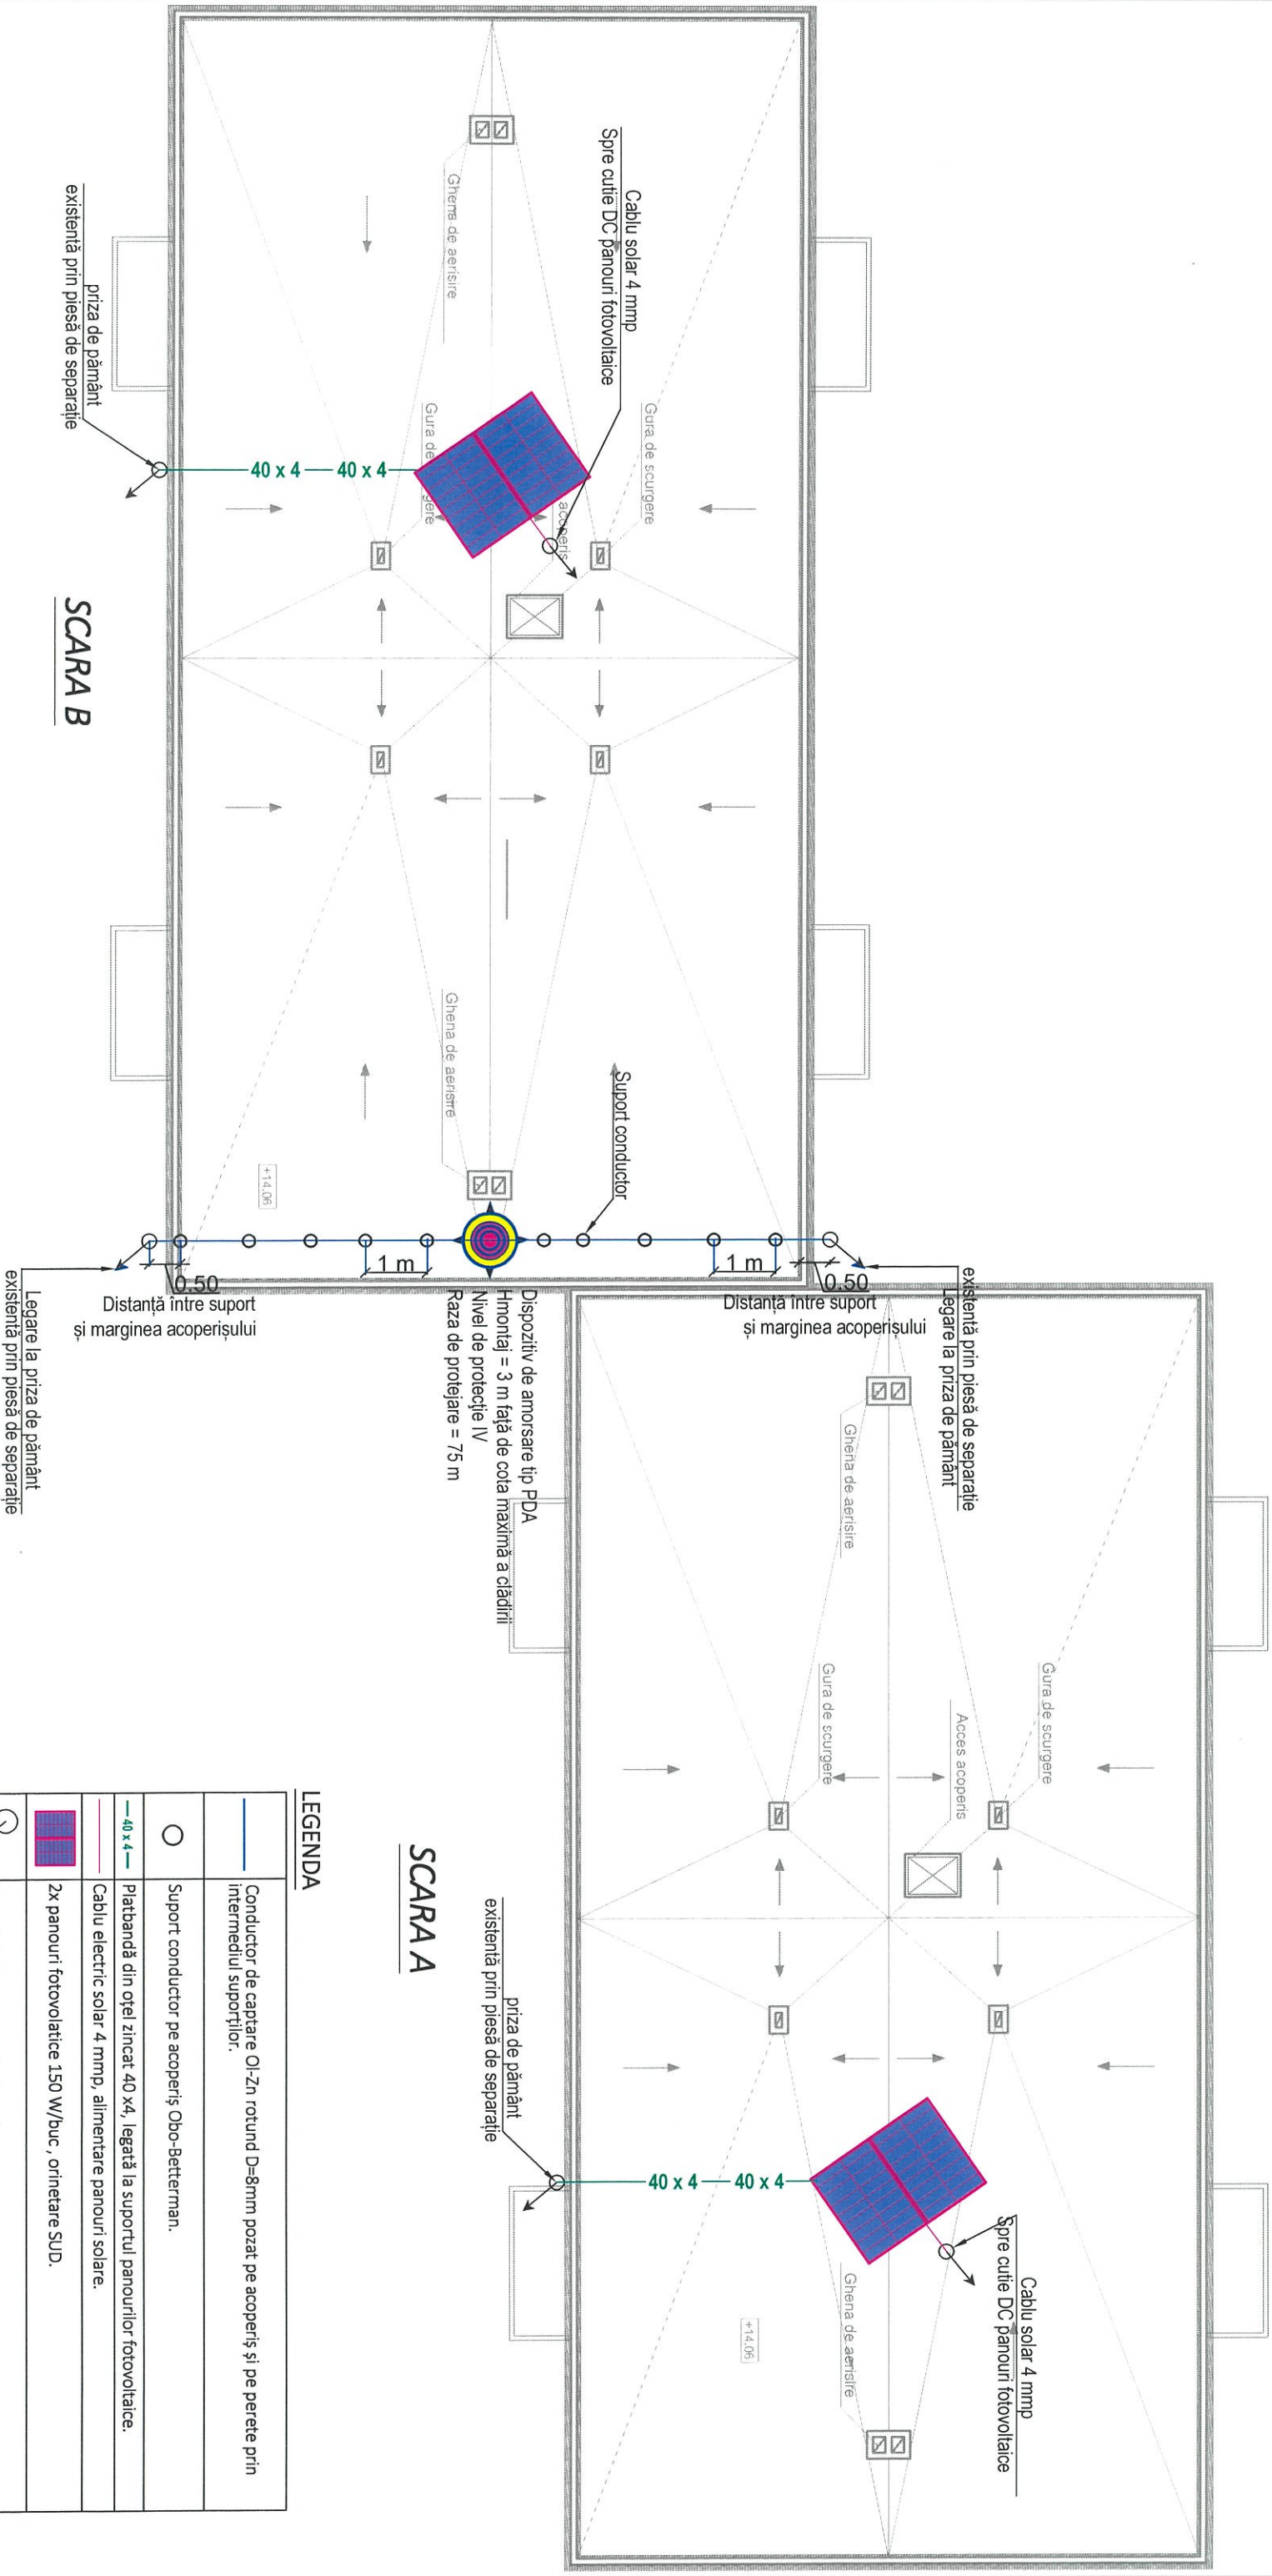 Cablu solar 4 mmp
Spre cutie DC panouri fotovoltaice
Ghena de aerisire
priza de pământ
existentă prin piesă de separație
Gura de scurgere
Gura de
gere
acoperis
40 x 4
40 x 4
SCARA B
Ghena de aerisire
Suport conductor
+14.06
1 m
1 m
0.50
Distanță între suport
și marginea acoperișului
0.50
Distanță între suport
și marginea acoperișului
Legare la priza de pământ
existentă prin piesă de separație
existentă prin piesă de separație
Legare la priza de pământ
Dispozitiv de amorsare tip PDA
Hmontaj = 3 m față de cota maximă a clădirii
Nivel de protecție IV
Raza de protejare = 75 m
Ghena de aerisire
Gura de scurgere
Acces acoperis
Gura de scurgere
SCARA A
priza de pământ
existentă prin piesă de separație
40 x 4
40 x 4
Cablu solar 4 mmp
Spre cutie DC panouri fotovoltaice
Ghena de aerisire
+14.06
LEGENDA
Conductor de captare Ol-Zn rotund D=8mm pozat pe acoperiș și pe perete prin
intermediul suporților.
Suport conductor pe acoperiș Obo-Betterman.
40 x 4
Platbandă din oțel zincat 40 x4, legată la suportul panourilor fotovoltaice.
Cablu electric solar 4 mmp, alimentare panouri solare.
2x panouri fotovolatice 150 W/buc , orinetare SUD.